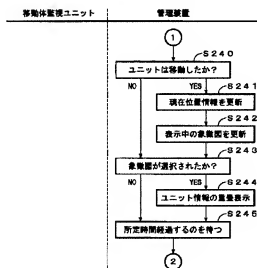 移動体監視ユニット
管理装置
1
S240
ユニットは移動したか?
NO
YES
S241
現在位置情報を更新
S242
表示中の象徴図を更新
S243
象徴図が選択されたか?
NO
YES
S244
ユニット情報の重畳表示
S245
所定時間経過するのを待つ
2